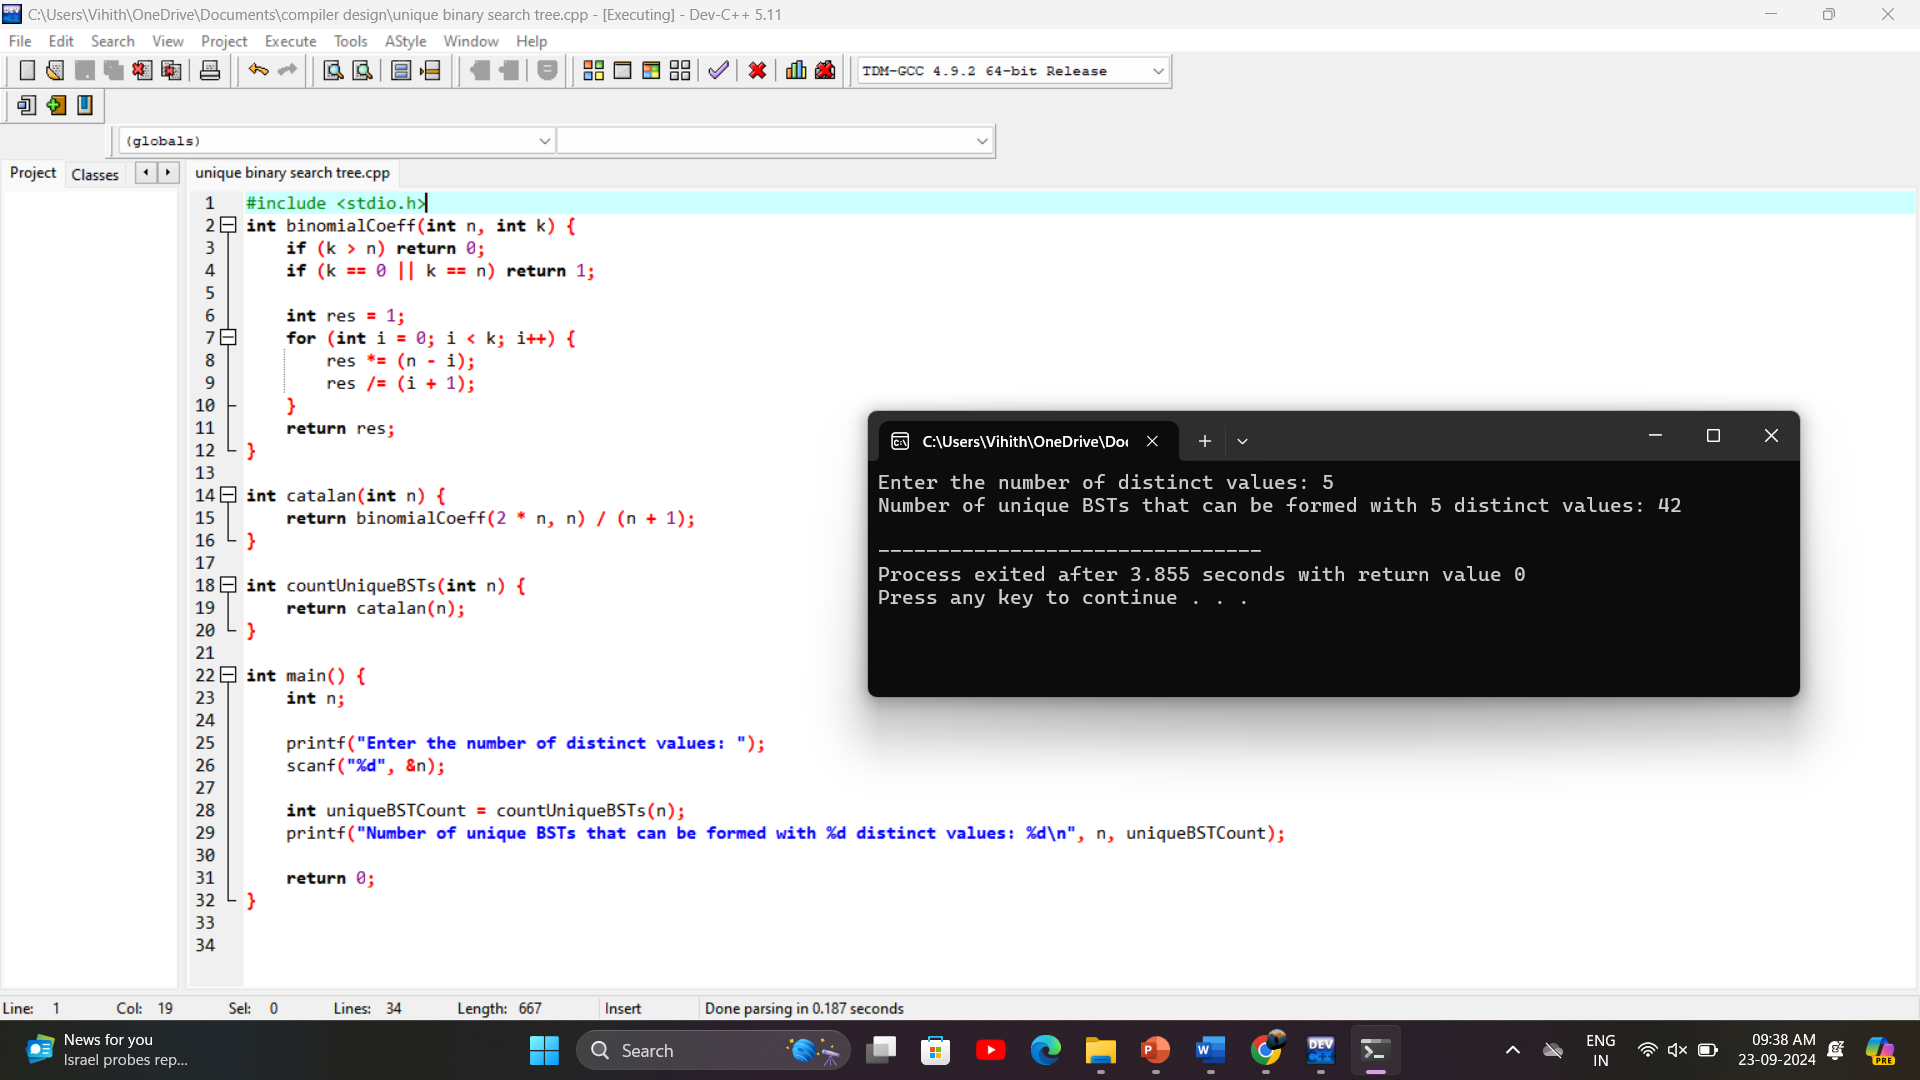 C:\Users\Vihith\OneDrive\Documents\compiler design\unique binary search tree.cpp - [Executing] - Dev-C++ 5.11
File Edit Search View Project Execute Tools AStyle Window Help
TDM-GCC 4.9.2 64-bit Release
(globals)
Project Classes
unique binary search tree.cpp
1 #include <stdio.h>
2 int binomialCoeff(int n, int k) {
3     if (k > n) return 0;
4     if (k == 0 || k == n) return 1;
5
6     int res = 1;
7     for (int i = 0; i < k; i++) {
8         res *= (n - i);
9         res /= (i + 1);
10     }
11     return res;
12 }
13
14 int catalan(int n) {
15     return binomialCoeff(2 * n, n) / (n + 1);
16 }
17
18 int countUniqueBSTs(int n) {
19     return catalan(n);
20 }
21
22 int main() {
23     int n;
24
25     printf("Enter the number of distinct values: ");
26     scanf("%d", &n);
27
28     int uniqueBSTCount = countUniqueBSTs(n);
29     printf("Number of unique BSTs that can be formed with %d distinct values: %d\n", n, uniqueBSTCount);
30
31     return 0;
32 }
33
34
C:\Users\Vihith\OneDrive\Doc
Enter the number of distinct values: 5
Number of unique BSTs that can be formed with 5 distinct values: 42
--------------------------------
Process exited after 3.855 seconds with return value 0
Press any key to continue . . .
Line: 1 Col: 19 Sel: 0 Lines: 34 Length: 667 Insert Done parsing in 0.187 seconds
News for you
Israel probes rep...
Search
DEV
C++
ENG
IN
09:38 AM
23-09-2024
PRE